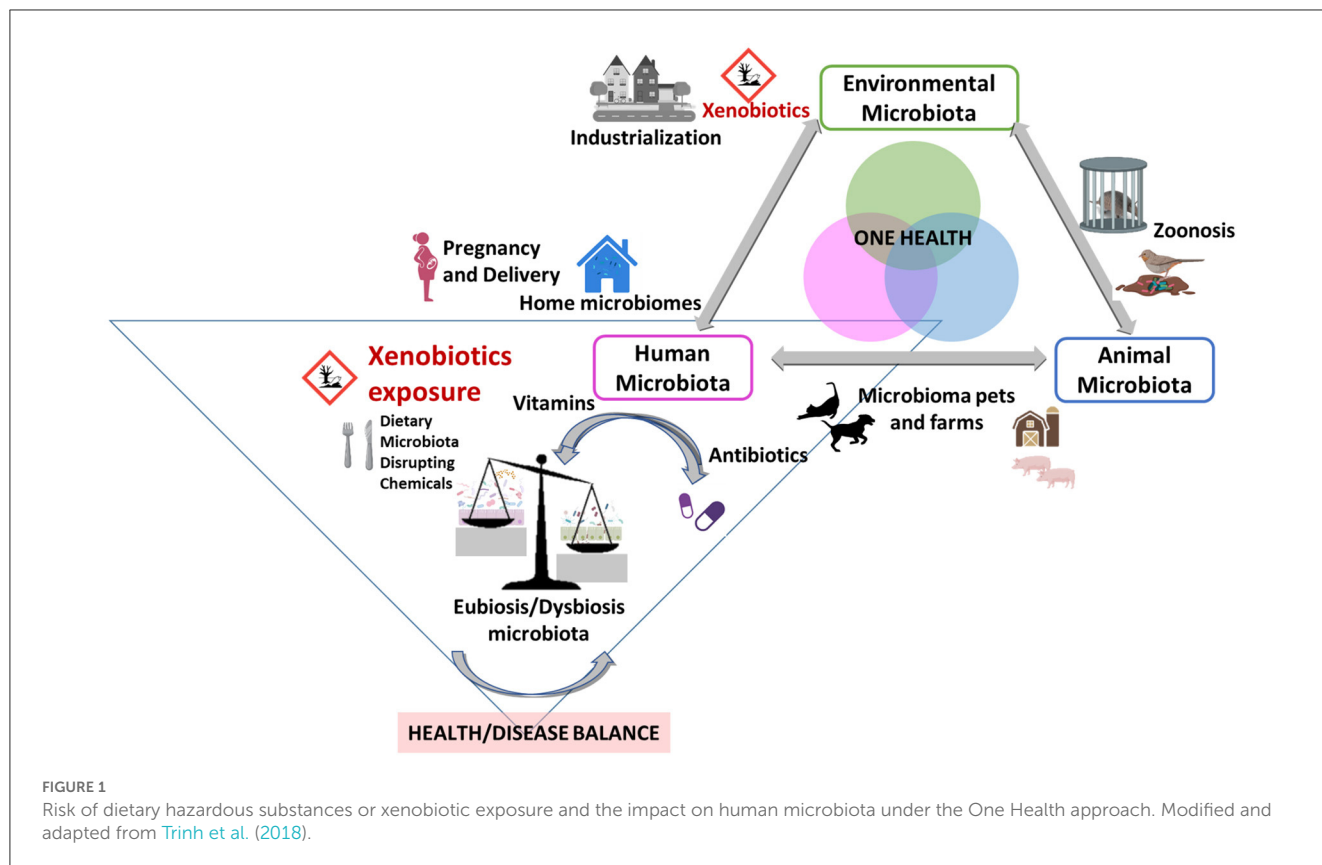 Industrialization
Xenobiotics
Environmental
Microbiota
ONE HEALTH
Zoonosis
Pregnancy
and Delivery
Home microbiomes
Human
Microbiota
Animal
Microbiota
Microbioma pets
and farms
Xenobiotics
exposure
Dietary
Microbiota
Disrupting
Chemicals
Vitamins
Antibiotics
Eubiosis/Dysbiosis
microbiota
HEALTH/DISEASE BALANCE
FIGURE 1
Risk of dietary hazardous substances or xenobiotic exposure and the impact on human microbiota under the One Health approach. Modified and
adapted from Trinh et al. (2018).